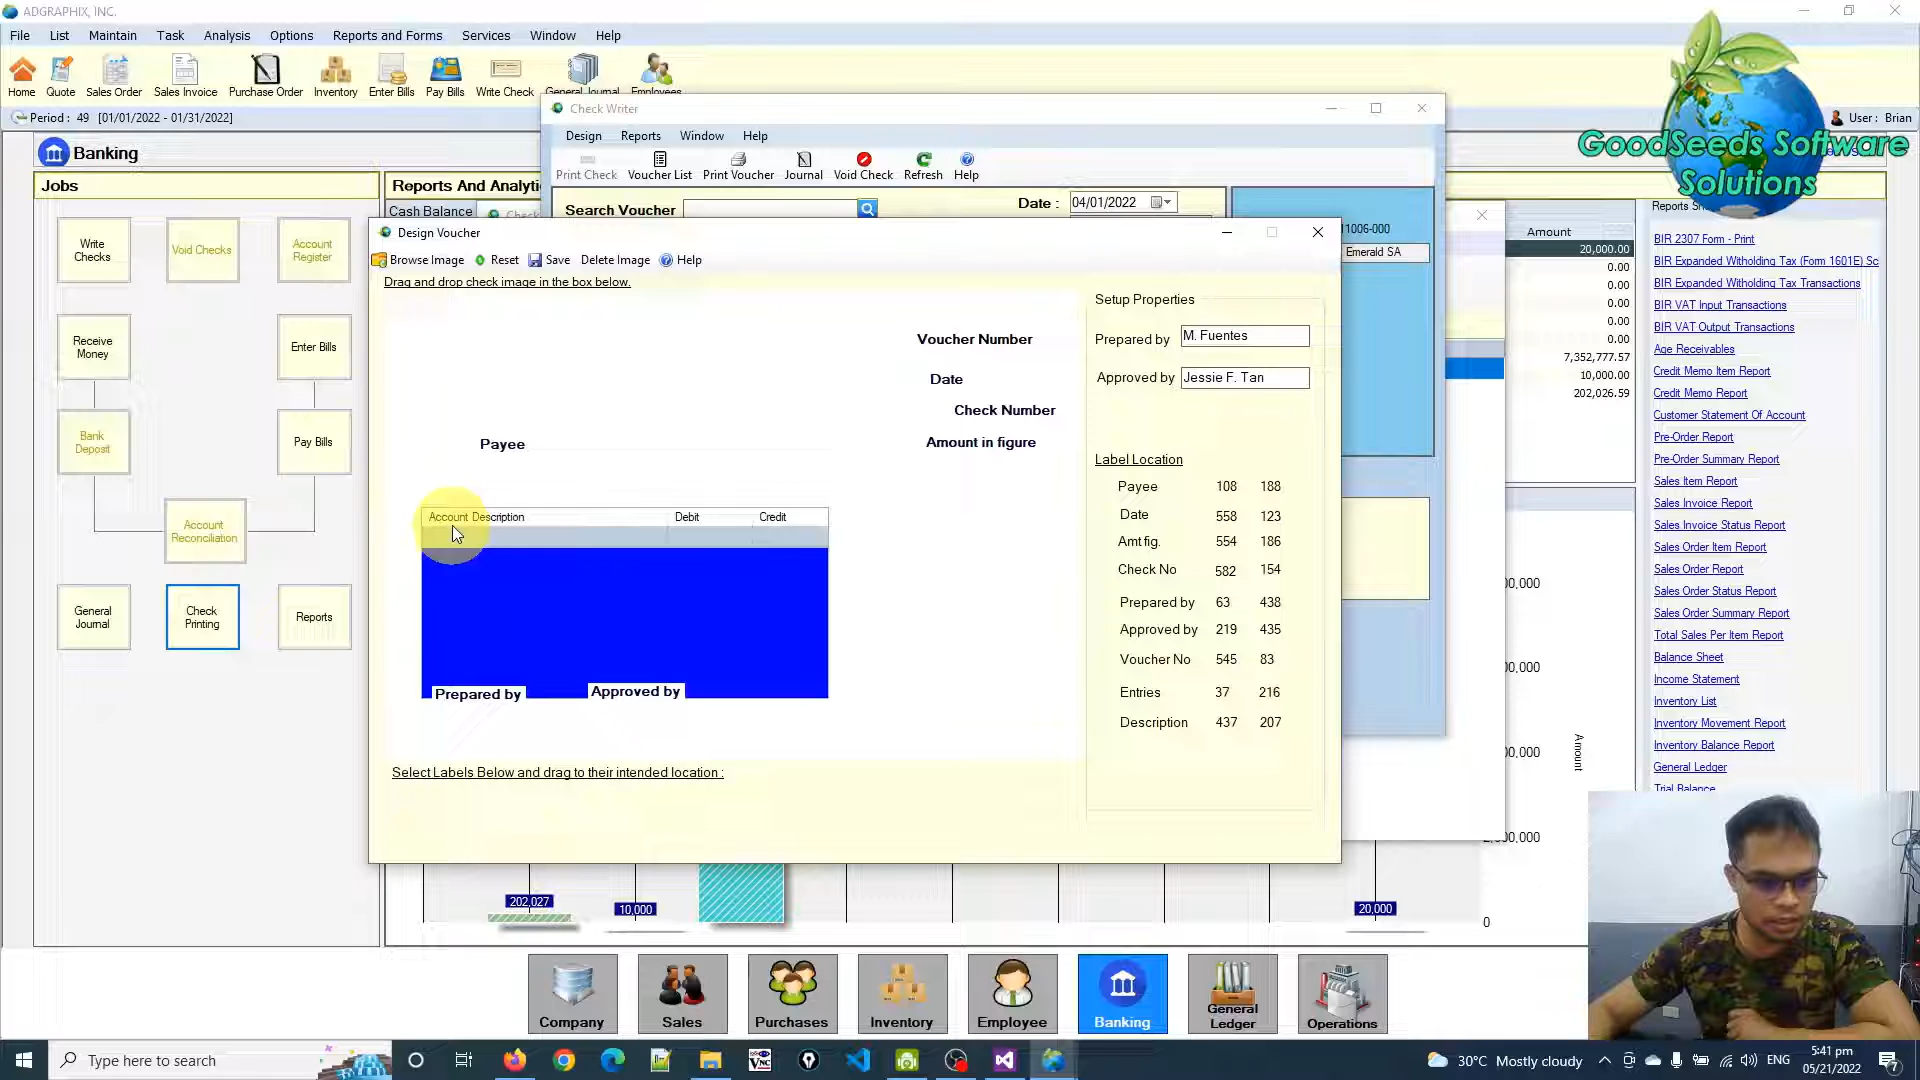 ADGRAPHIX, INC.
File List Maintain Task Analysis Options Reports and Forms Services Window Help
Home Quote Sales Order Sales Invoice Purchase Order Inventory Enter Bills Pay Bills Write Check General Journal Employees
Period : 49 [01/01/2022 - 01/31/2022]
User : Brian
GoodSeeds Software
Solutions
Banking
Jobs
Write
Checks
Void Checks
Account
Register
Receive
Money
Enter Bills
Bank
Deposit
Pay Bills
Account
Reconciliation
General
Journal
Check
Printing
Reports
Reports And Analyti
Cash Balance
Check Writer
Design Reports Window Help
Print Check Voucher List Print Voucher Journal Void Check Refresh Help
Search Voucher
Date : 04/01/2022
1006-000
Emerald SA
Design Voucher
Browse Image Reset Save Delete Image Help
Drag and drop check image in the box below.
Voucher Number
Date
Check Number
Payee
Amount in figure
Account Description Debit Credit
Prepared by Approved by
Select Labels Below and drag to their intended location :
Setup Properties
Prepared by M. Fuentes
Approved by Jessie F. Tan
Label Location
Payee 108 188
Date 558 123
Amt fig. 554 186
Check No 582 154
Prepared by 63 438
Approved by 219 435
Voucher No 545 83
Entries 37 216
Description 437 207
Amount
20,000.00
0.00
0.00
0.00
0.00
0.00
7,352,777.57
10,000.00
202,026.59
BIR 2307 Form - Print
BIR Expanded Witholding Tax (Form 1601E) Sc
BIR Expanded Witholding Tax Transactions
BIR VAT Input Transactions
BIR VAT Output Transactions
Age Receivables
Credit Memo Item Report
Credit Memo Report
Customer Statement Of Account
Pre-Order Report
Pre-Order Summary Report
Sales Item Report
Sales Invoice Report
Sales Invoice Status Report
Sales Order Item Report
Sales Order Report
Sales Order Status Report
Sales Order Summary Report
Total Sales Per Item Report
Balance Sheet
Income Statement
Inventory List
Inventory Movement Report
Inventory Balance Report
General Ledger
Trial Balance
Amount
0
202,027
10,000
20,000
Company Sales Purchases Inventory Employee Banking General
Ledger Operations
Type here to search
30°C Mostly cloudy
ENG
5:41 pm
05/21/2022